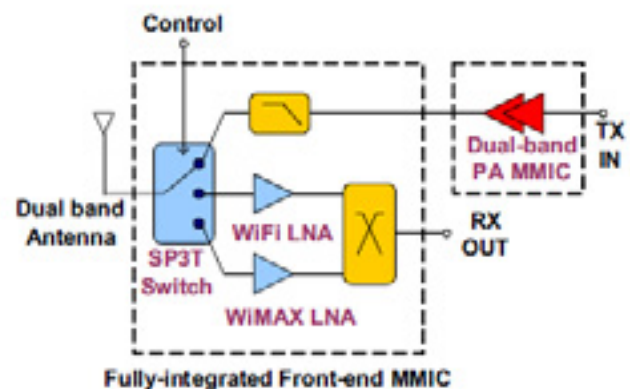 Control
Dual-band
PA MMIC
TX
IN
Dual band
Antenna
WiFi LNA
RX
OUT
SP3T
Switch
WiMAX LNA
Fully-integrated Front-end MMIC